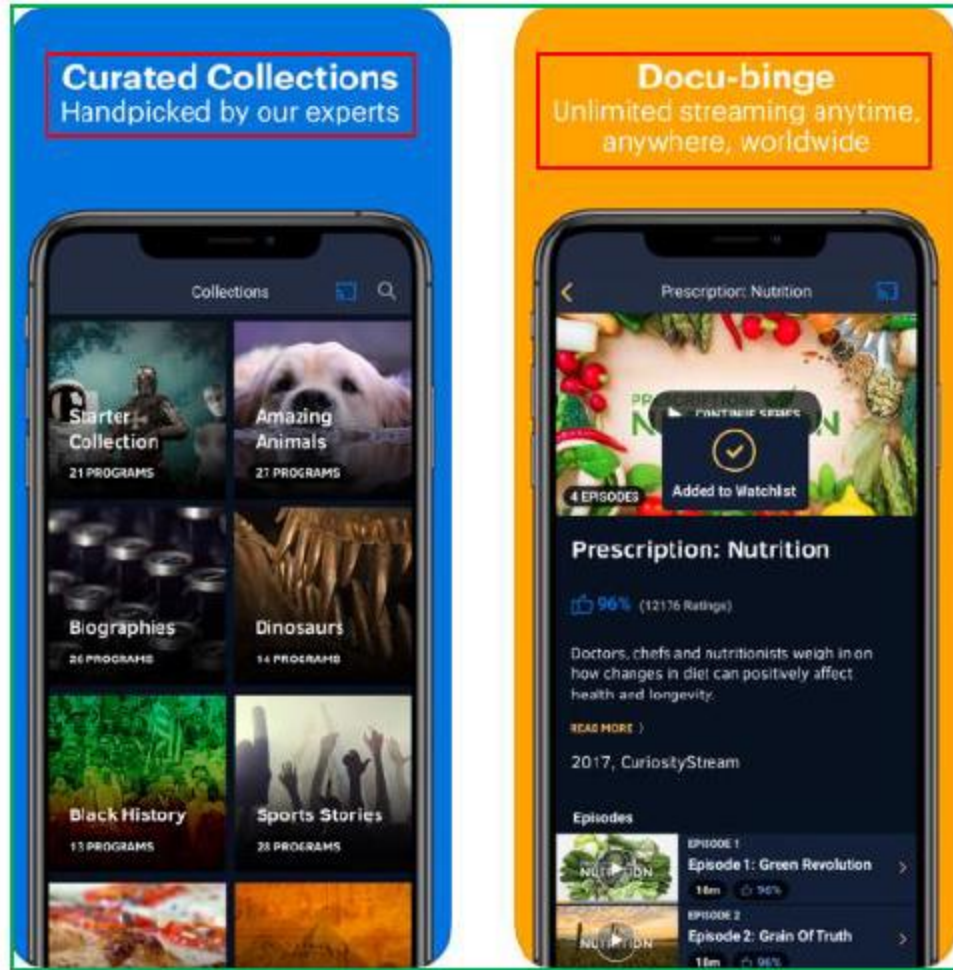 Curated Collections
Handpicked by our experts
Collections
Starter
Collection
21 PROGRAMS
Amazing
Animals
27 PROGRAMS
Biographies
26 PROGRAMS
Dinosaurs
14 PROGRAMS
Black History
13 PROGRAMS
Sports Stories
28 PROGRAMS
Docu-binge
Unlimited streaming anytime,
anywhere, worldwide
Prescription: Nutrition
CONTINUE SERIES
Added to Watchlist
4 EPISODES
Prescription: Nutrition
96% (12176 Ratings)
Doctors, chefs and nutritionists weigh in on
how changes in diet can positively affect
health and longevity.
READ MORE
2017, CuriosityStream
Episodes
NUTRITION
EPISODE 1
Episode 1: Green Revolution
18m 96%
NUTRITION
EPISODE 2
Episode 2: Grain Of Truth
18m 96%